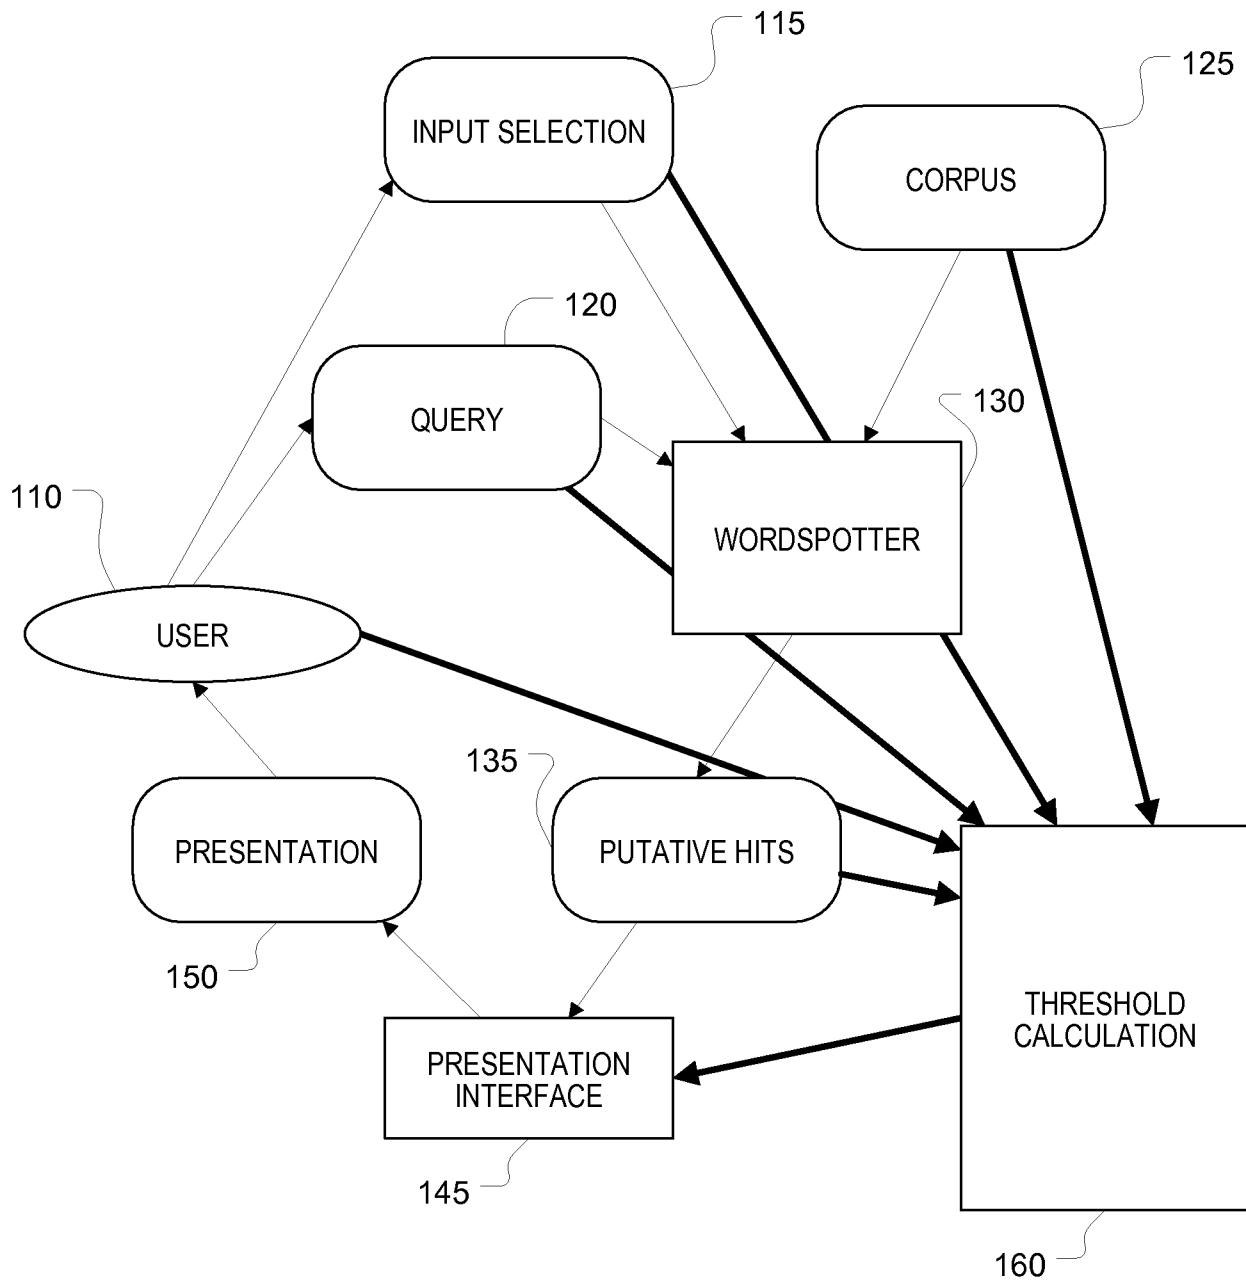 115
125
INPUT SELECTION
CORPUS
120
130
QUERY
110
WORDSPOTTER
USER
135
PRESENTATION
PUTATIVE HITS
150
THRESHOLD
CALCULATION
PRESENTATION
INTERFACE
145
160